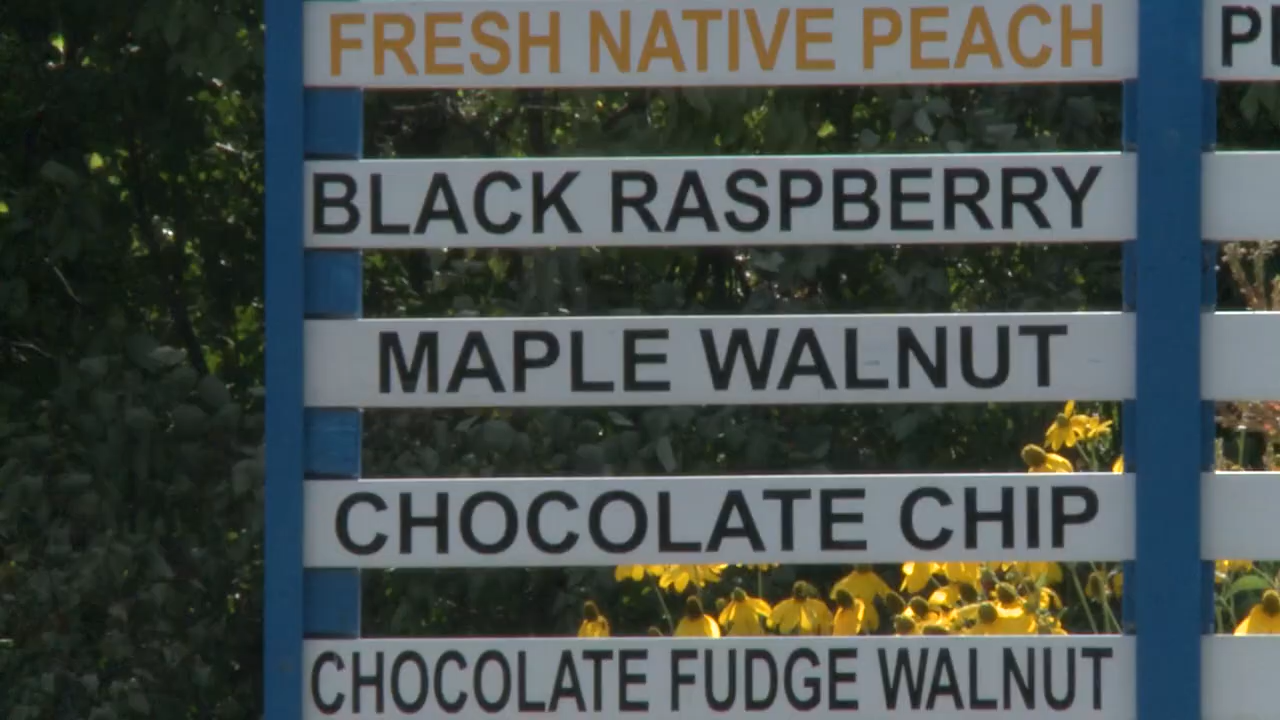 FRESH NATIVE PEACH
BLACK RASPBERRY
MAPLE WALNUT
CHOCOLATE CHIP
CHOCOLATE FUDGE WALNUT